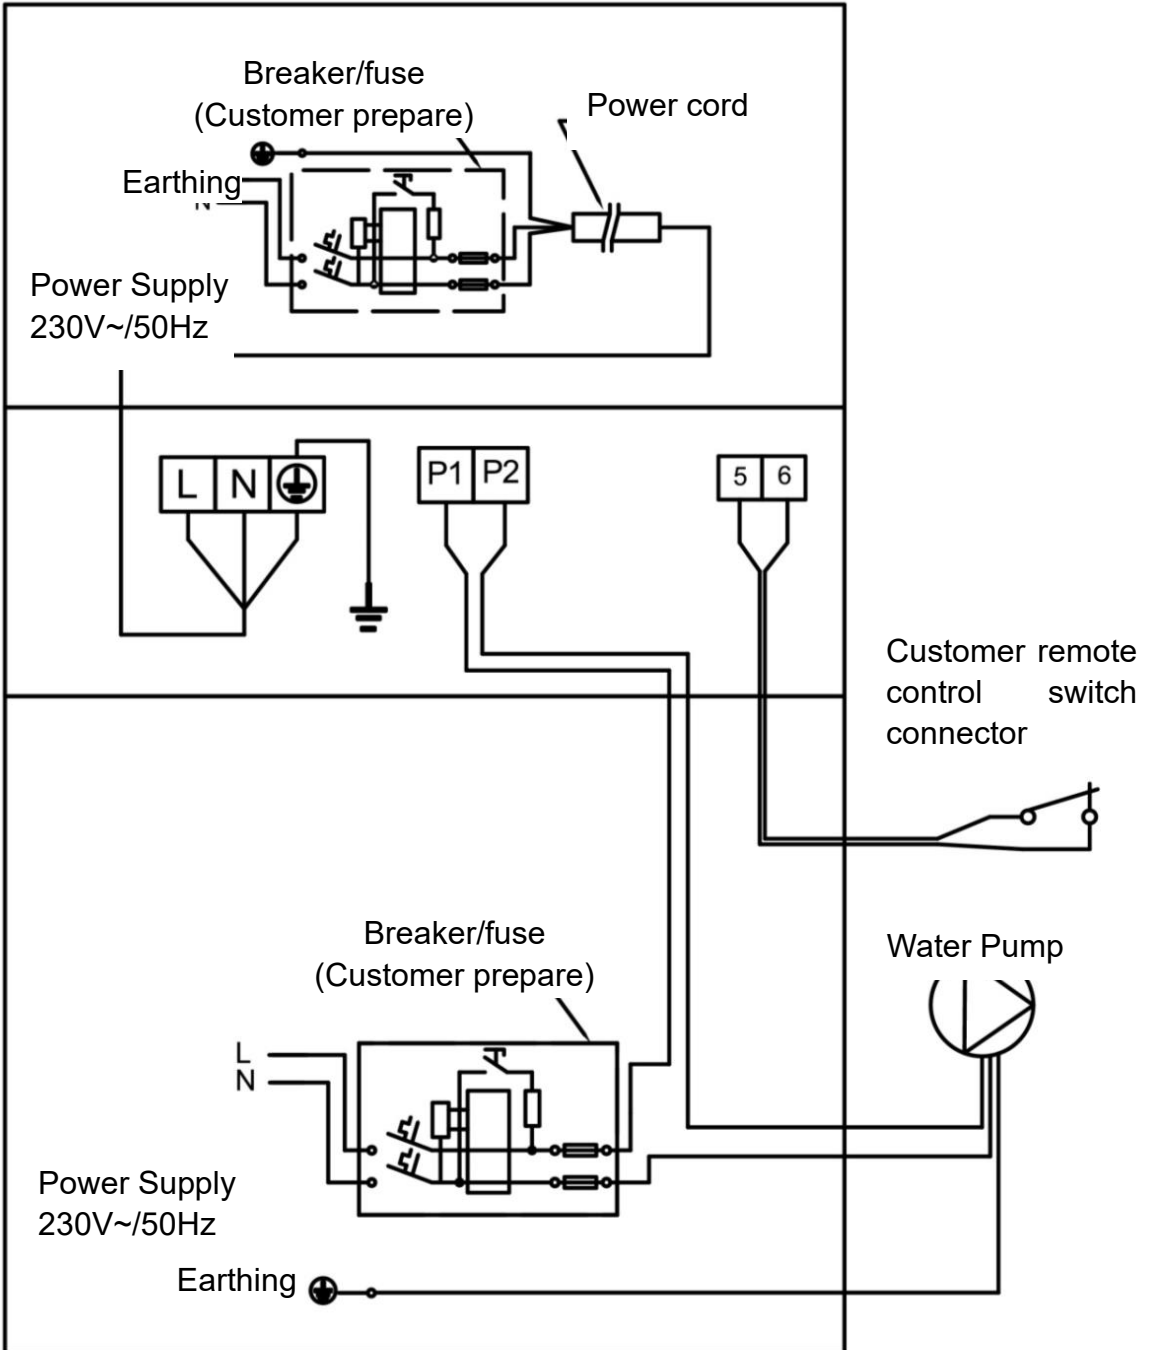 Breaker/fuse
(Customer prepare)
Power cord
Earthing
N
Power Supply
230V~/50Hz
L N
P1 P2
5 6
Customer remote
control switch
connector
Breaker/fuse
(Customer prepare)
Water Pump
L
N
Power Supply
230V~/50Hz
Earthing